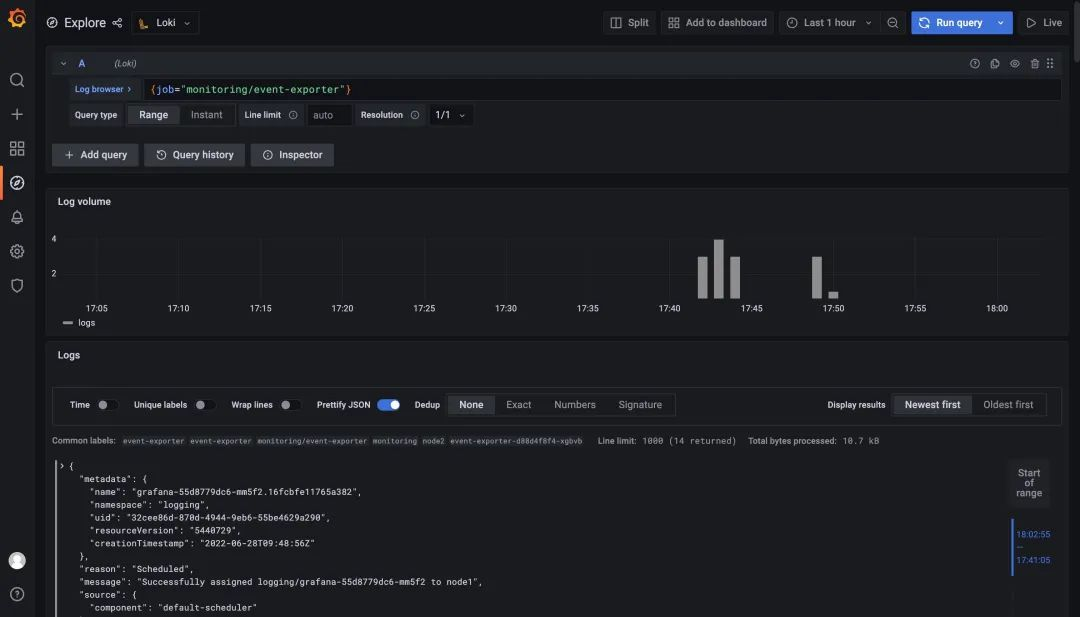 Explore Loki Split Add to dashboard Last 1 hour Run query Live
A (Loki)
Log browser > {job="monitoring/event-exporter"}
Query type Range Instant Line limit auto Resolution 1/1
+ Add query Query history Inspector
Log volume
4
2
17:05 17:10 17:15 17:20 17:25 17:30 17:35 17:40 17:45 17:50 17:55 18:00
logs
Logs
Time Unique labels Wrap lines Prettify JSON Dedup None Exact Numbers Signature Display results Newest first Oldest first
Common labels: event-exporter event-exporter monitoring/event-exporter monitoring node2 event-exporter-d88d4f8f4-xgbvb Line limit: 1000 (14 returned) Total bytes processed: 10.7 kB
> {
"metadata": {
"name": "grafana-55d8779dc6-mm5f2.16fcbfe11765a382",
"namespace": "logging",
"uid": "32cee86d-870d-4944-9eb6-55be4629a290",
"resourceVersion": "5440729",
"creationTimestamp": "2022-06-28T09:48:56Z"
},
"reason": "Scheduled",
"message": "Successfully assigned logging/grafana-55d8779dc6-mm5f2 to node1",
"source": {
"component": "default-scheduler"
Start
of
range
18:02:55
—
17:41:05